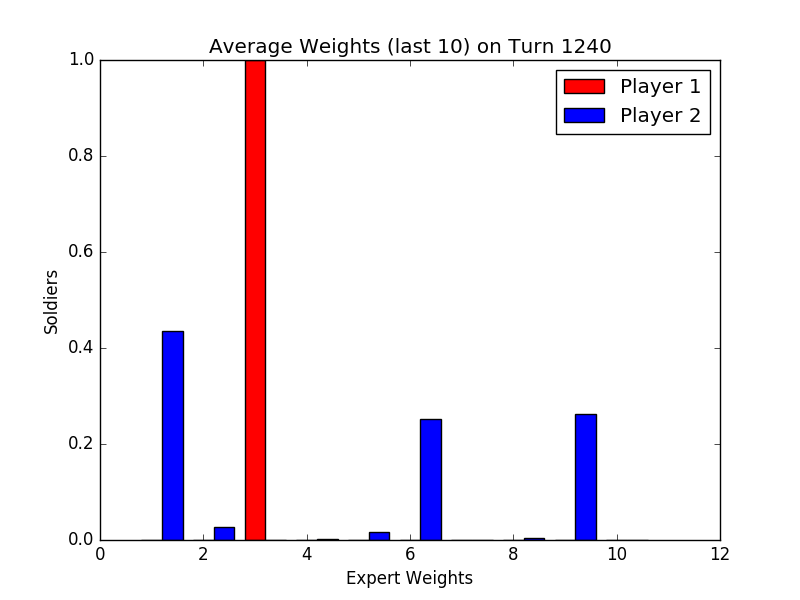 Average Weights (last 10) on Turn 1240
1.0
0.8
0.6
0.4
0.2
0.0
Soldiers
Player 1
Player 2
0 2 4 6 8 10 12
Expert Weights